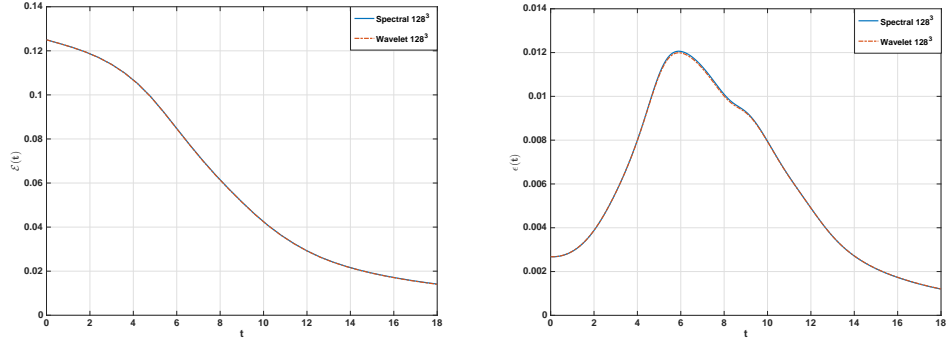 0.14
0.12
0.1
0.08
0.06
0.04
0.02
0
0 2 4 6 8 10 12 14 16 18
t
ℰ(t)
Spectral 128³
Wavelet 128³
0.014
0.012
0.01
0.008
0.006
0.004
0.002
0
0 2 4 6 8 10 12 14 16 18
t
ϵ(t)
Spectral 128³
Wavelet 128³